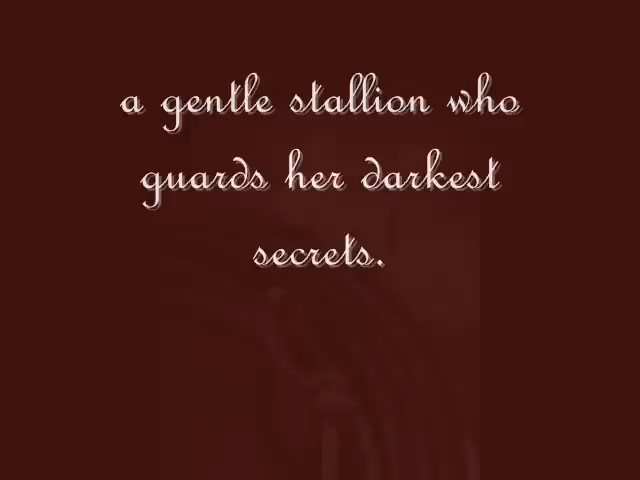 a gentle stallion who
guards her darkest
secrets.